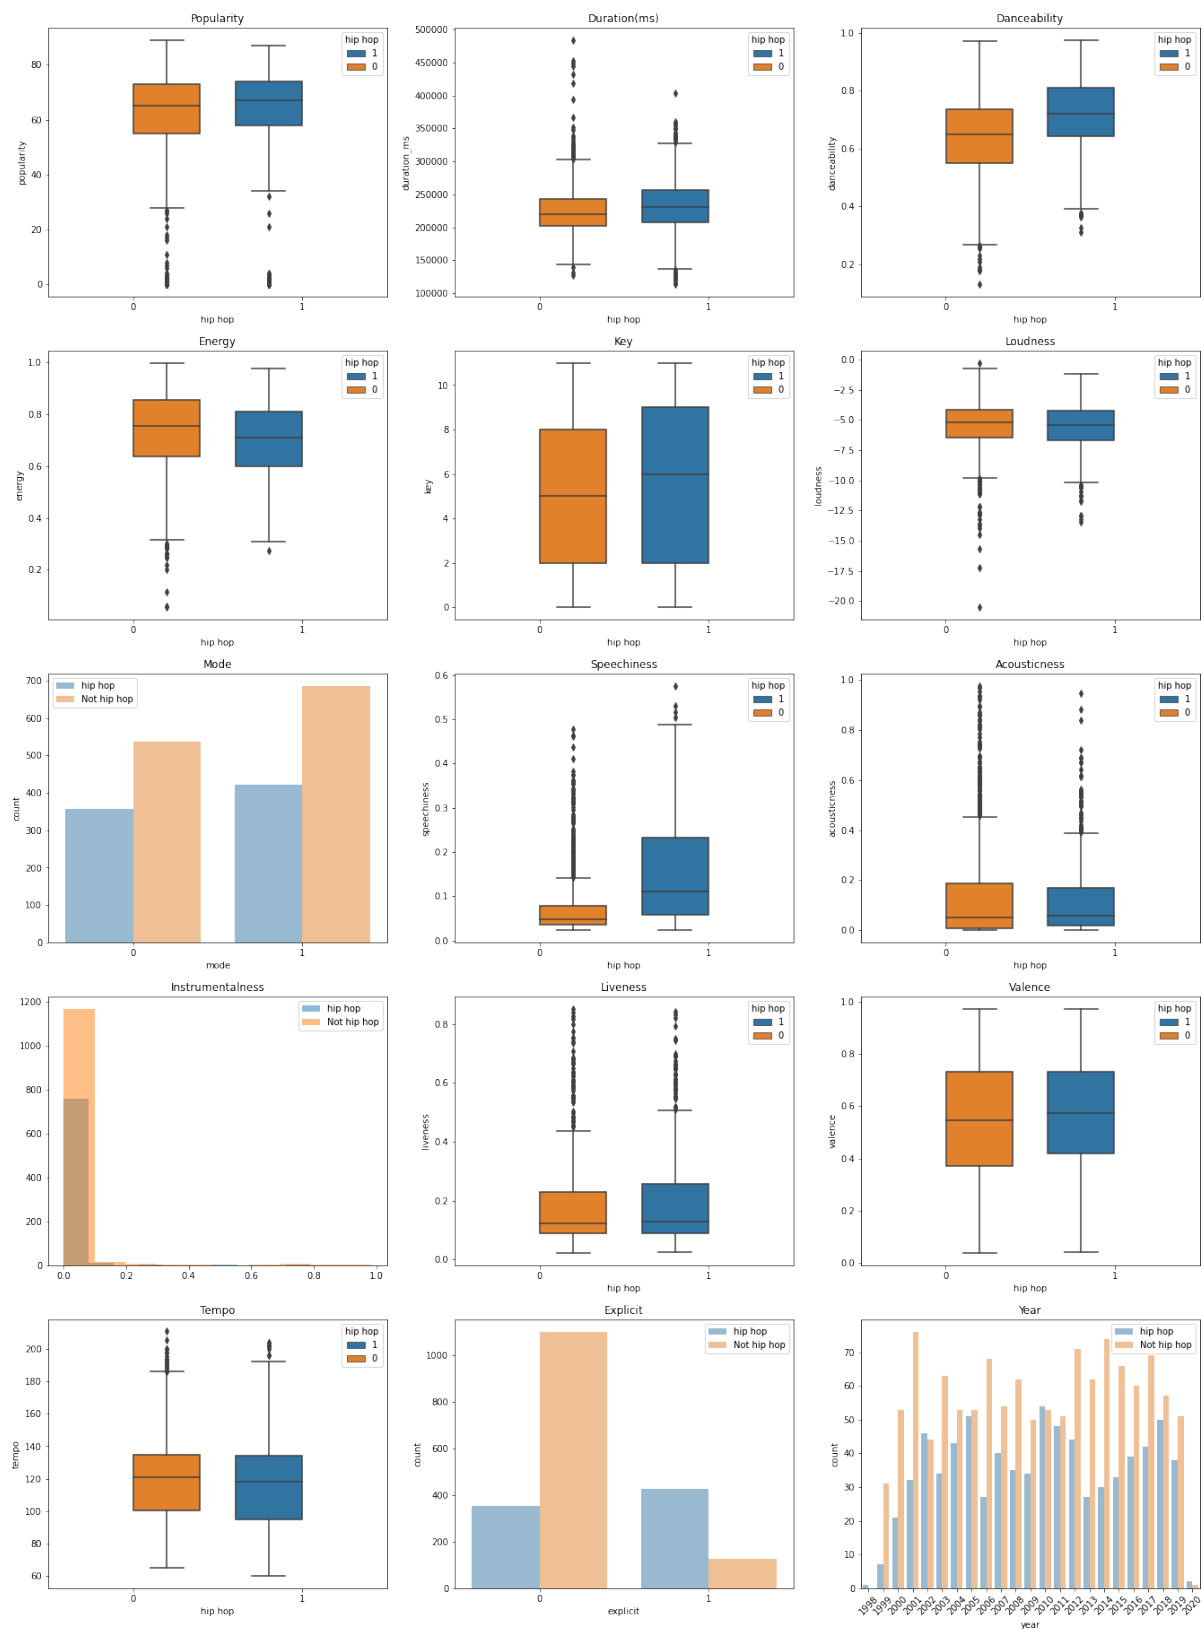 Popularity
hip hop
1
0
80
60
40
20
0
popularity
0
1
hip hop
Duration(ms)
hip hop
1
0
500000
450000
400000
350000
300000
250000
200000
150000
100000
duration_ms
0
1
hip hop
Danceability
hip hop
1
0
1.0
0.8
0.6
0.4
0.2
danceability
0
1
hip hop
Energy
hip hop
1
0
1.0
0.8
0.6
0.4
0.2
energy
0
1
hip hop
Key
hip hop
1
0
10
8
6
4
2
0
key
0
1
hip hop
Loudness
hip hop
1
0
0.0
−2.5
−5.0
−7.5
−10.0
−12.5
−15.0
−17.5
−20.0
loudness
0
1
hip hop
Mode
hip hop
Not hip hop
700
600
500
400
300
200
100
0
count
0
1
mode
Speechiness
hip hop
1
0
0.6
0.5
0.4
0.3
0.2
0.1
0.0
speechiness
0
1
hip hop
Acousticness
hip hop
1
0
1.0
0.8
0.6
0.4
0.2
0.0
acousticness
0
1
hip hop
Instrumentalness
hip hop
Not hip hop
1200
1000
800
600
400
200
0
0.0
0.2
0.4
0.6
0.8
1.0
Liveness
hip hop
1
0
0.8
0.6
0.4
0.2
0.0
liveness
0
1
hip hop
Valence
hip hop
1
0
1.0
0.8
0.6
0.4
0.2
0.0
valence
0
1
hip hop
Tempo
hip hop
1
0
200
180
160
140
120
100
80
60
tempo
0
1
hip hop
Explicit
hip hop
Not hip hop
1000
800
600
400
200
0
count
0
1
explicit
Year
hip hop
Not hip hop
70
60
50
40
30
20
10
0
count
1998
1999
2000
2001
2002
2003
2004
2005
2006
2007
2008
2009
2010
2011
2012
2013
2014
2015
2016
2017
2018
2019
2020
year